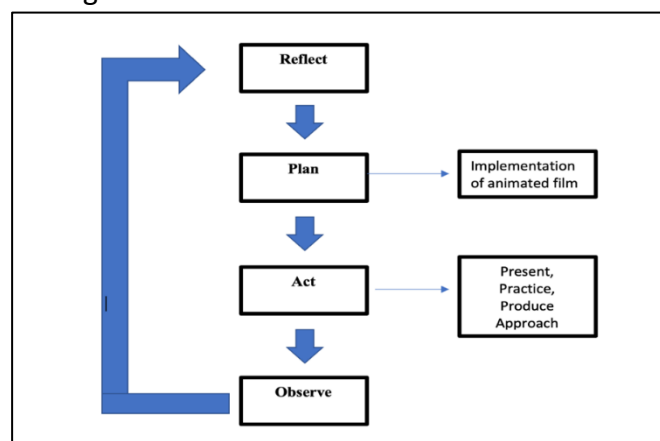 Reflect
Plan
Implementation
of animated film
Act
Present,
Practice,
Produce
Approach
Observe